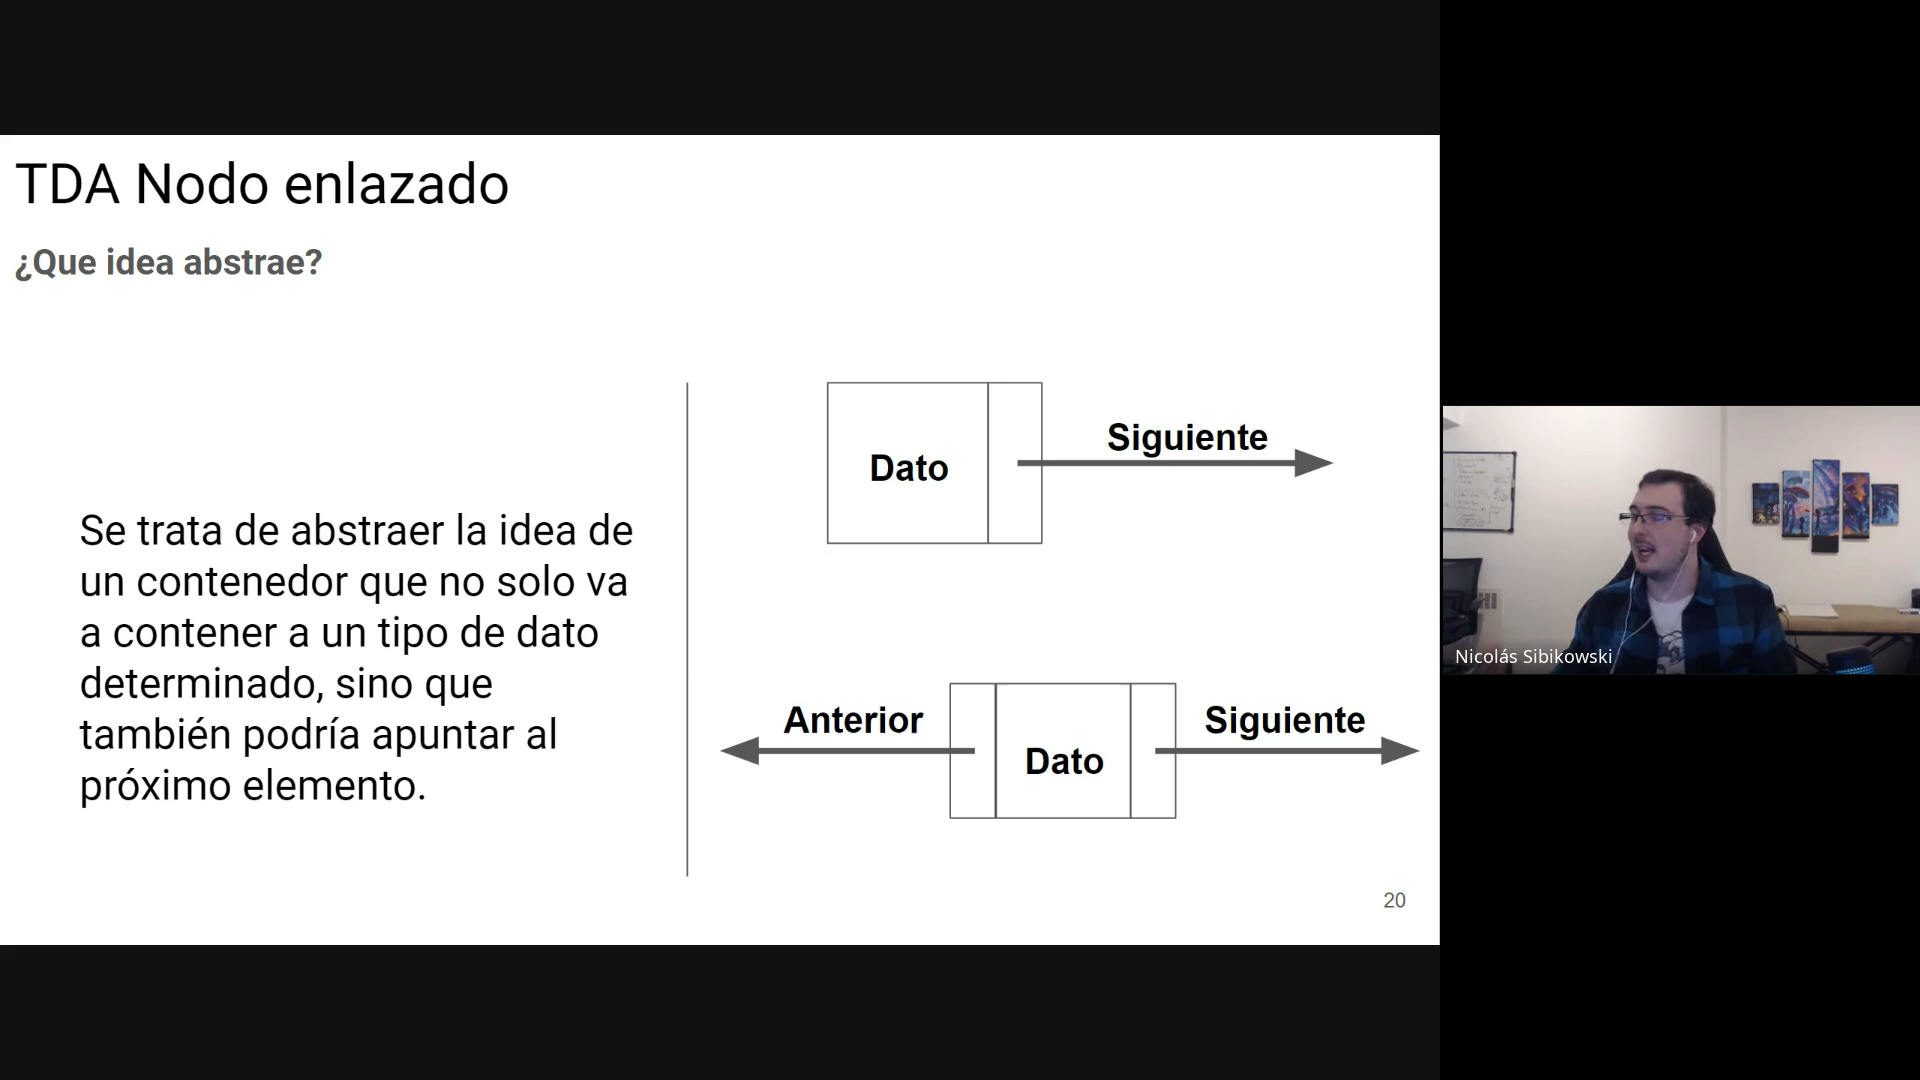 TDA Nodo enlazado
¿Que idea abstrae?
Se trata de abstraer la idea de
un contenedor que no solo va
a contener a un tipo de dato
determinado, sino que
también podría apuntar al
próximo elemento.
Dato
Siguiente
Anterior
Dato
Siguiente
20
Nicolás Sibikowski